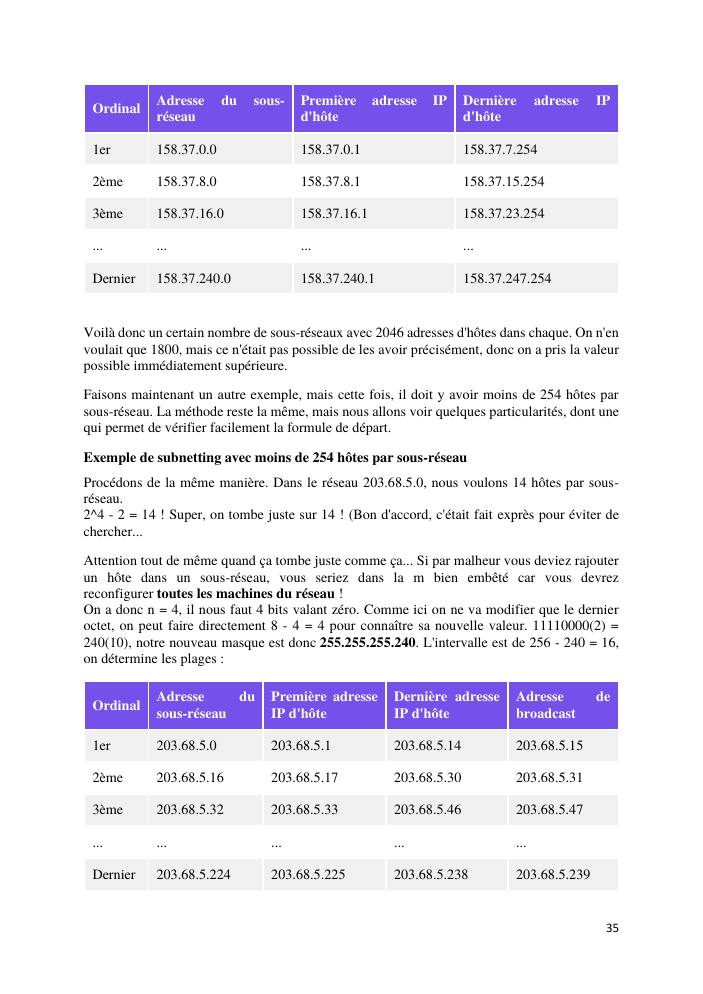 Ordinal Adresse du sous-réseau Première adresse IP d'hôte Dernière adresse IP d'hôte
1er 158.37.0.0 158.37.0.1 158.37.7.254
2ème 158.37.8.0 158.37.8.1 158.37.15.254
3ème 158.37.16.0 158.37.16.1 158.37.23.254
... ... ... ...
Dernier 158.37.240.0 158.37.240.1 158.37.247.254
Voilà donc un certain nombre de sous-réseaux avec 2046 adresses d'hôtes dans chaque. On n'en
voulait que 1800, mais ce n'était pas possible de les avoir précisément, donc on a pris la valeur
possible immédiatement supérieure.
Faisons maintenant un autre exemple, mais cette fois, il doit y avoir moins de 254 hôtes par
sous-réseau. La méthode reste la même, mais nous allons voir quelques particularités, dont une
qui permet de vérifier facilement la formule de départ.
Exemple de subnetting avec moins de 254 hôtes par sous-réseau
Procédons de la même manière. Dans le réseau 203.68.5.0, nous voulons 14 hôtes par sous-
réseau.
2^4 - 2 = 14 ! Super, on tombe juste sur 14 ! (Bon d'accord, c'était fait exprès pour éviter de
chercher...
Attention tout de même quand ça tombe juste comme ça... Si par malheur vous deviez rajouter
un hôte dans un sous-réseau, vous seriez dans la m bien embêté car vous devrez
reconfigurer toutes les machines du réseau !
On a donc n = 4, il nous faut 4 bits valant zéro. Comme ici on ne va modifier que le dernier
octet, on peut faire directement 8 - 4 = 4 pour connaître sa nouvelle valeur. 11110000(2) =
240(10), notre nouveau masque est donc 255.255.255.240. L'intervalle est de 256 - 240 = 16,
on détermine les plages :
Ordinal Adresse du sous-réseau Première adresse IP d'hôte Dernière adresse IP d'hôte Adresse de broadcast
1er 203.68.5.0 203.68.5.1 203.68.5.14 203.68.5.15
2ème 203.68.5.16 203.68.5.17 203.68.5.30 203.68.5.31
3ème 203.68.5.32 203.68.5.33 203.68.5.46 203.68.5.47
... ... ... ... ...
Dernier 203.68.5.224 203.68.5.225 203.68.5.238 203.68.5.239
35